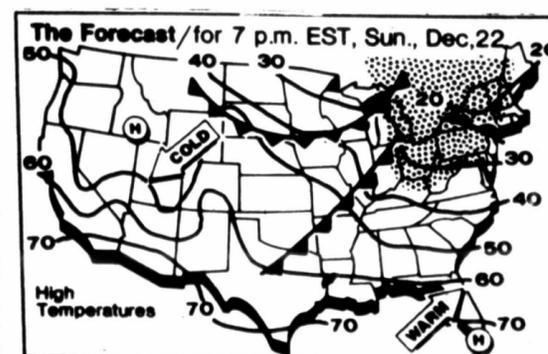 The Forecast/for 7 p.m. EST, Sun., Dec,22
50 40 30 20
20
H
COLD
30
60
40
70
50
60
High
Temperatures
70 70 70
WARM
H